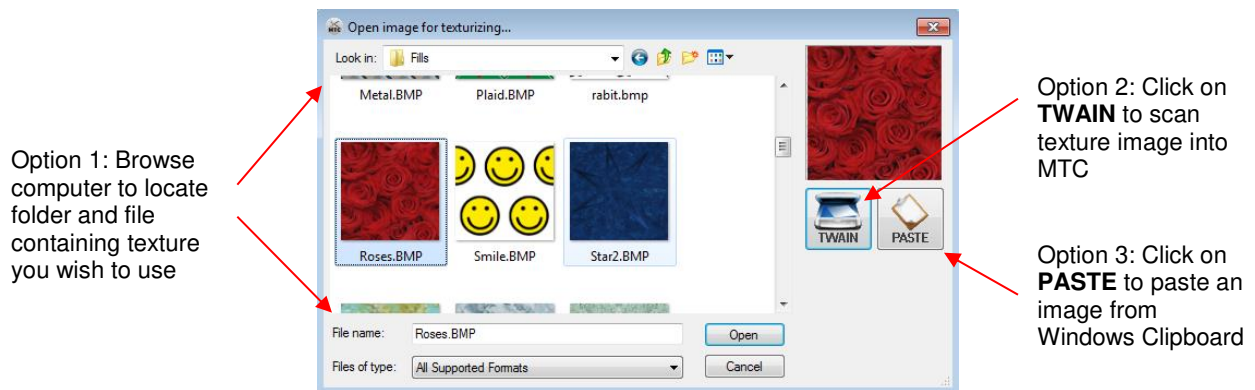 Open image for texturizing...
Look in: Fills
Metal.BMP Plaid.BMP rabit.bmp
Roses.BMP Smile.BMP Star2.BMP
File name: Roses.BMP Open
Files of type: All Supported Formats Cancel
TWAIN PASTE
Option 1: Browse
computer to locate
folder and file
containing texture
you wish to use
Option 2: Click on
TWAIN to scan
texture image into
MTC
Option 3: Click on
PASTE to paste an
image from
Windows Clipboard